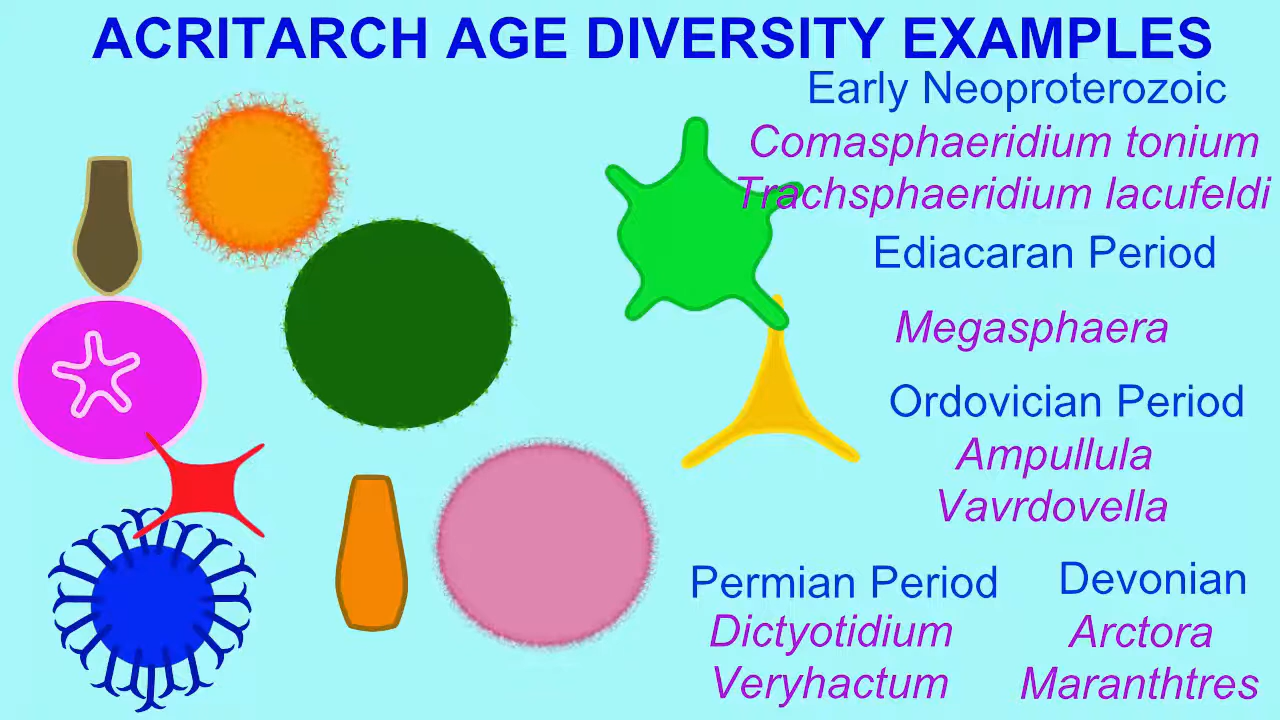 ACRITARCH AGE DIVERSITY EXAMPLES
Early Neoproterozoic
Comasphaeridium tonium
Trachsphaeridium lacufeldi
Ediacaran Period
Megasphaera
Ordovician Period
Ampullula
Vavrdovella
Permian Period
Dictyotidium
Veryhactum
Devonian
Arctora
Maranthtres